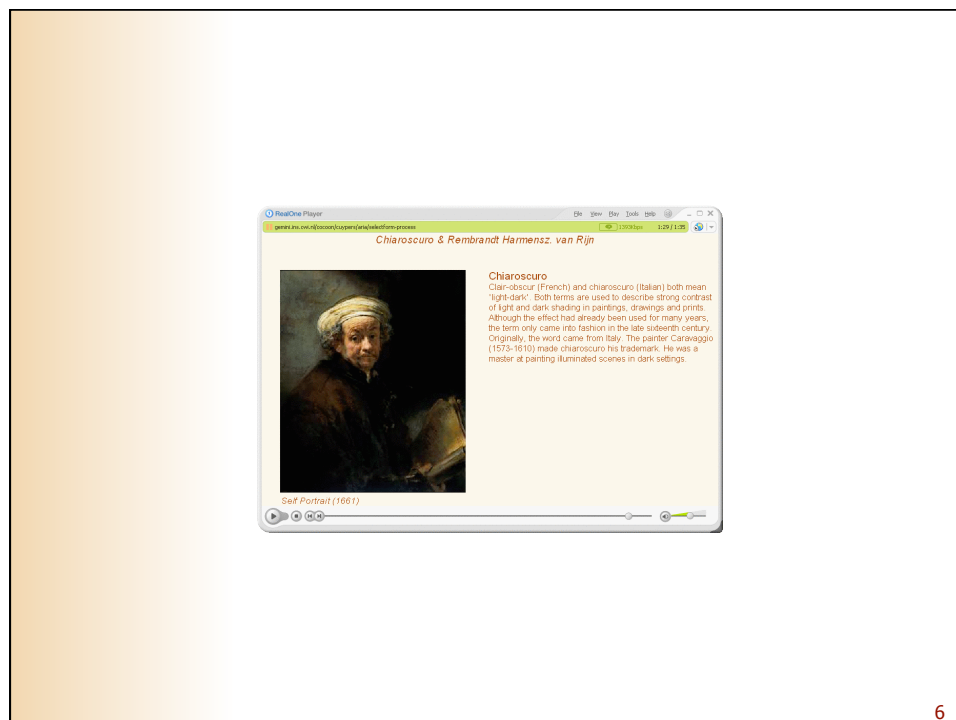 RealOne Player
File View Play Tools Help
gemini.ins.cwi.nl/cocoon/cuypers/aria/selectform-process 1393Kbps 1:29 / 1:35
Chiaroscuro & Rembrandt Harmensz. van Rijn
Chiaroscuro
Clair-obscur (French) and chiaroscuro (Italian) both mean
"light-dark". Both terms are used to describe strong contrast
of light and dark shading in paintings, drawings and prints.
Although the effect had already been used for many years,
the term only came into fashion in the late sixteenth century.
Originally, the word came from Italy. The painter Caravaggio
(1573-1610) made chiaroscuro his trademark. He was a
master at painting illuminated scenes in dark settings.
Self Portrait (1661)
6